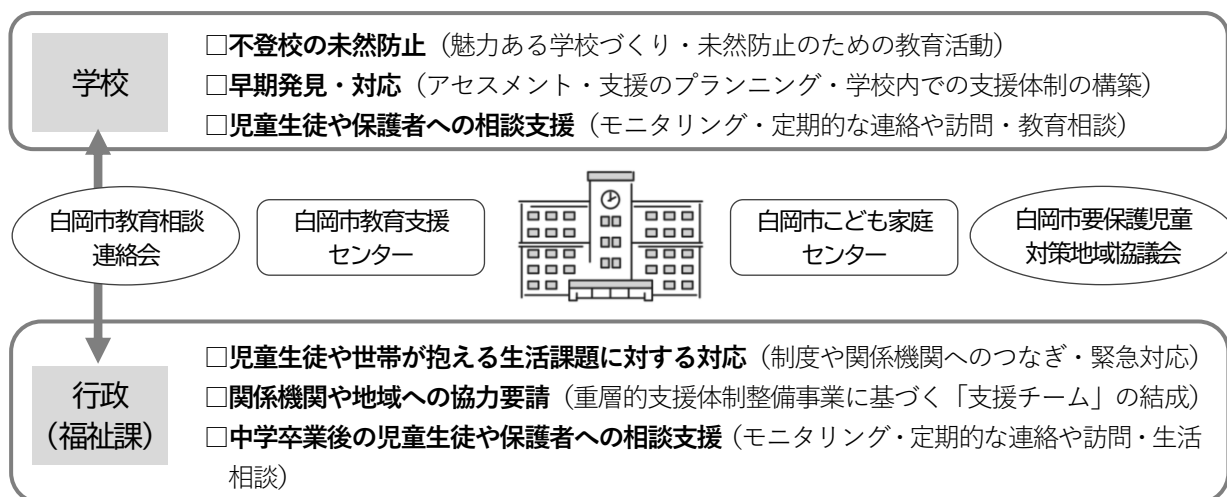 学校
□不登校の未然防止（魅力ある学校づくり・未然防止のための教育活動）
□早期発見・対応（アセスメント・支援のプランニング・学校内での支援体制の構築）
□児童生徒や保護者への相談支援（モニタリング・定期的な連絡や訪問・教育相談）
白岡市教育相談
連絡会
白岡市教育支援
センター
白岡市こども家庭
センター
白岡市要保護児童
対策地域協議会
行政
（福祉課）
□児童生徒や世帯が抱える生活課題に対する対応（制度や関係機関へのつなぎ・緊急対応）
□関係機関や地域への協力要請（重層的支援体制整備事業に基づく「支援チーム」の結成）
□中学卒業後の児童生徒や保護者への相談支援（モニタリング・定期的な連絡や訪問・生活
相談）